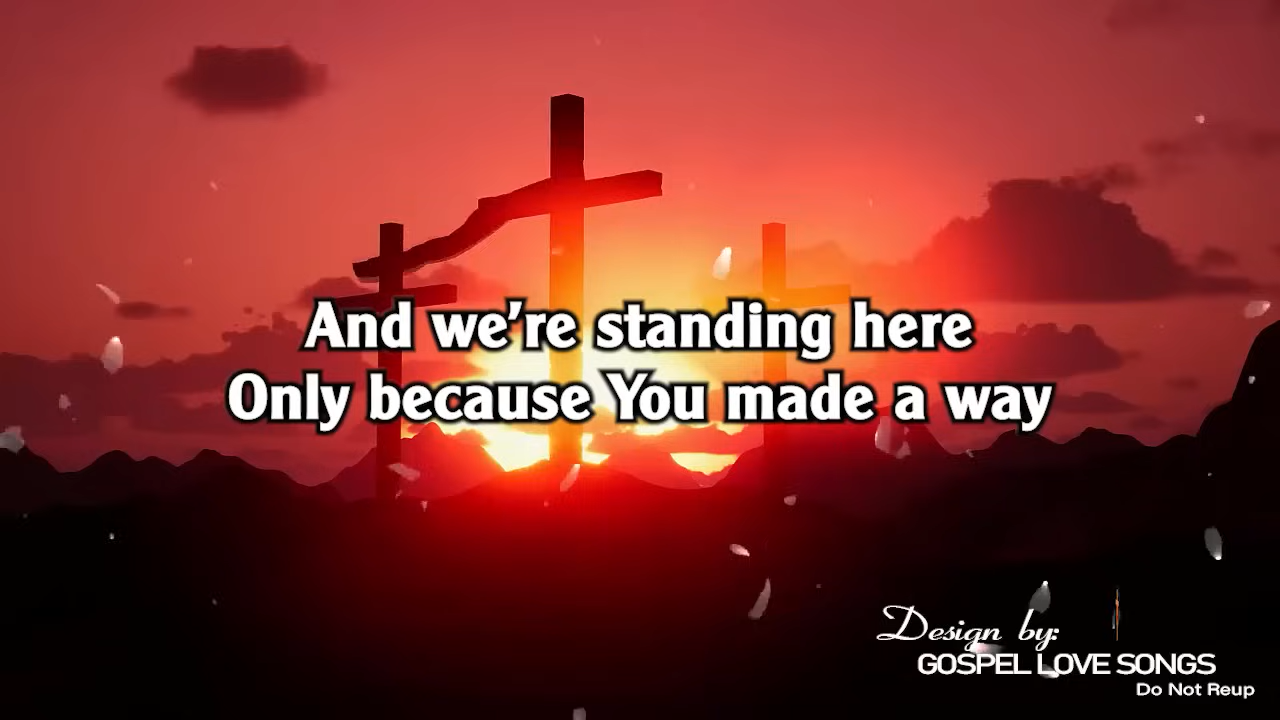 And we're standing here
Only because You made a way
Design by:
GOSPEL LOVE SONGS
Do Not Reup